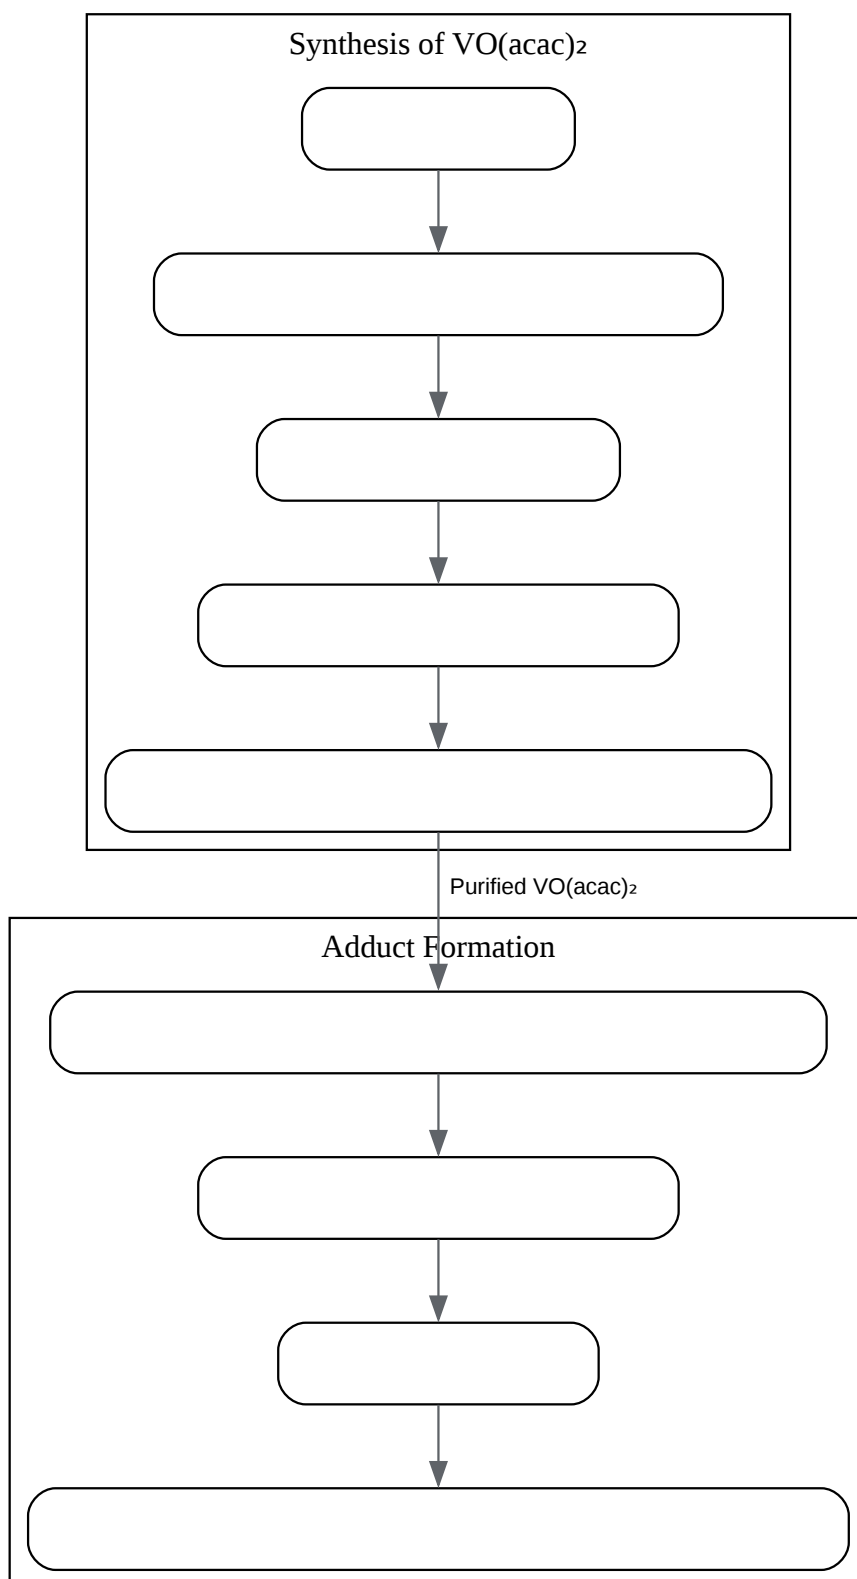 Synthesis of VO(acac)₂
Purified VO(acac)₂
Adduct Formation